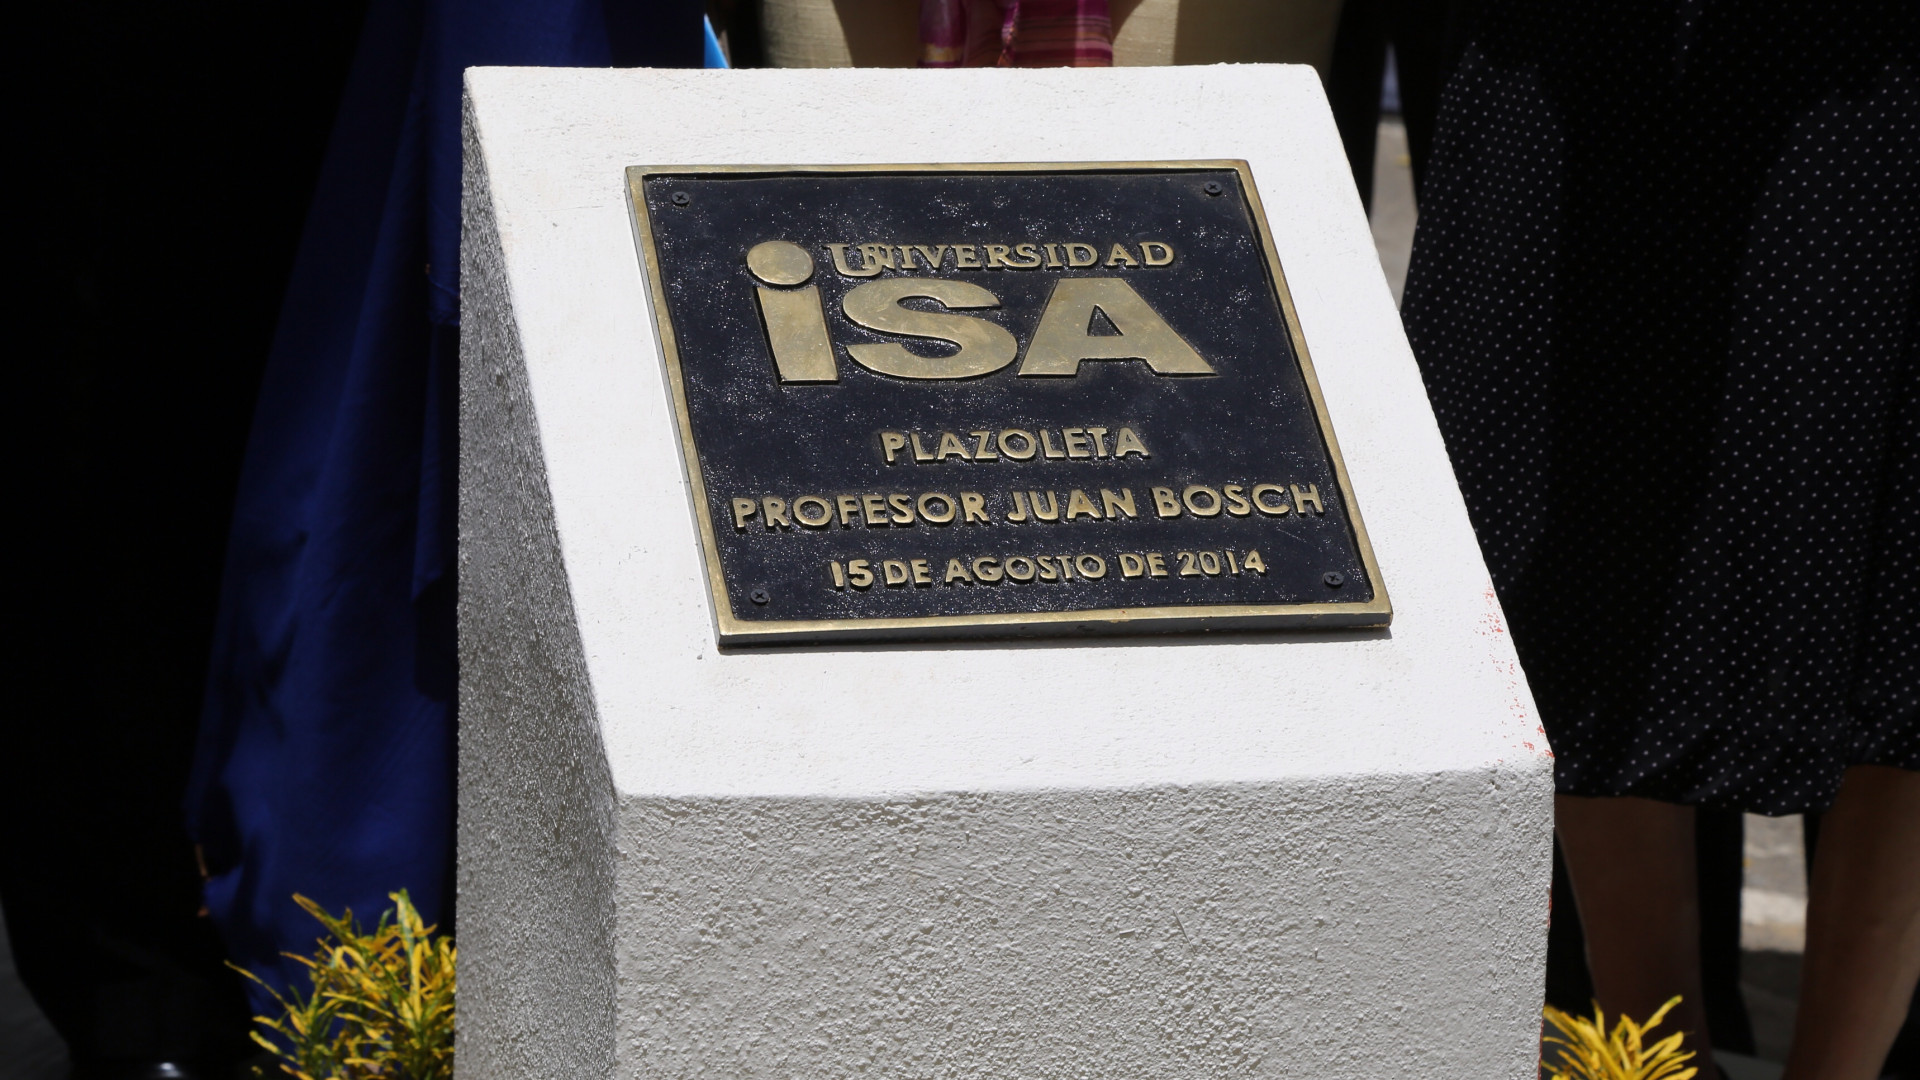 UNIVERSIDAD
iSA
PLAZOLETA
PROFESOR JUAN BOSCH
15 DE AGOSTO DE 2014